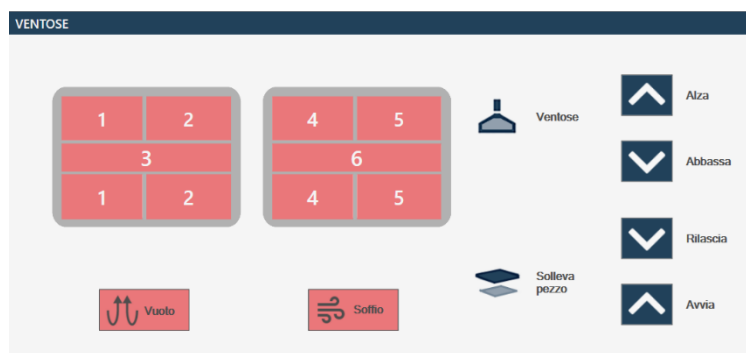 VENTOSE
1 2
3
1 2
4 5
6
4 5
Vuolo
Soffio
Ventose
Alza
Abbassa
Solleva
pezzo
Rilascia
Avvia